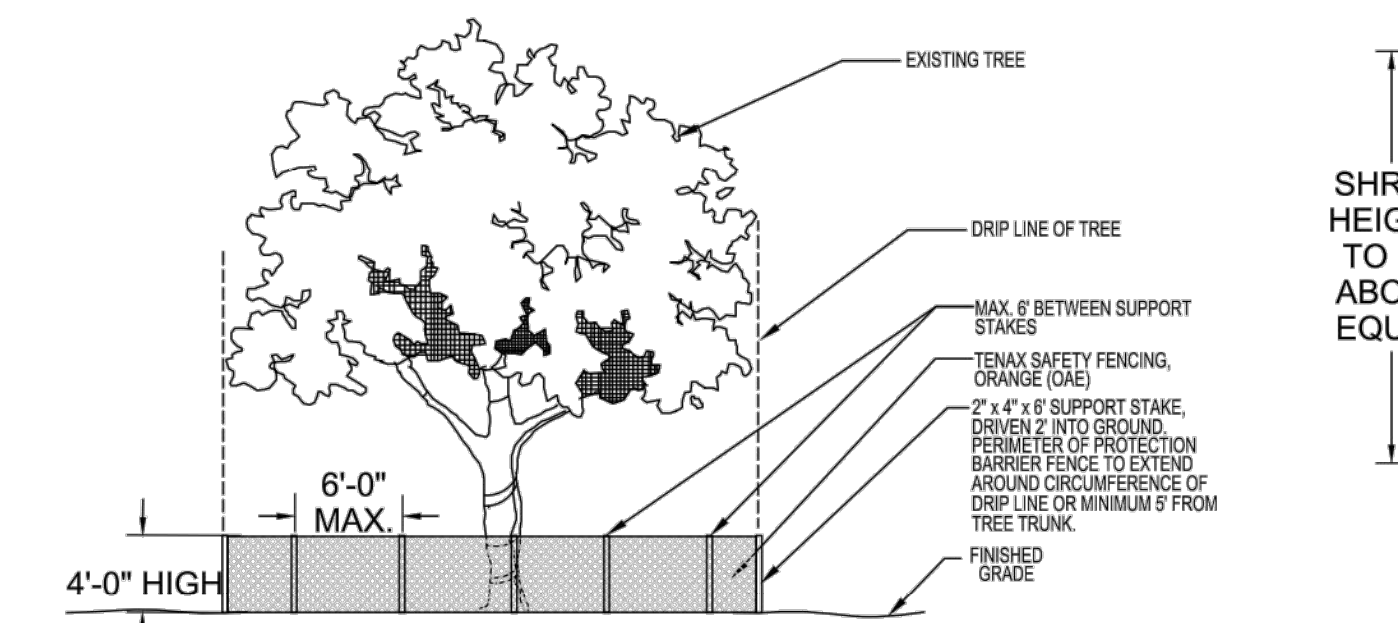 EXISTING TREE
DRIP LINE OF TREE
MAX. 6' BETWEEN SUPPORT
STAKES
TENAX SAFETY FENCING,
ORANGE (OAE)
2" x 4" x 6' SUPPORT STAKE,
DRIVEN 2' INTO GROUND.
PERIMETER OF PROTECTION
BARRIER FENCE TO EXTEND
AROUND CIRCUMFERENCE OF
DRIP LINE OR MINIMUM 5' FROM
TREE TRUNK.
FINISHED
GRADE
6'-0"
MAX.
4'-0" HIGH
TO